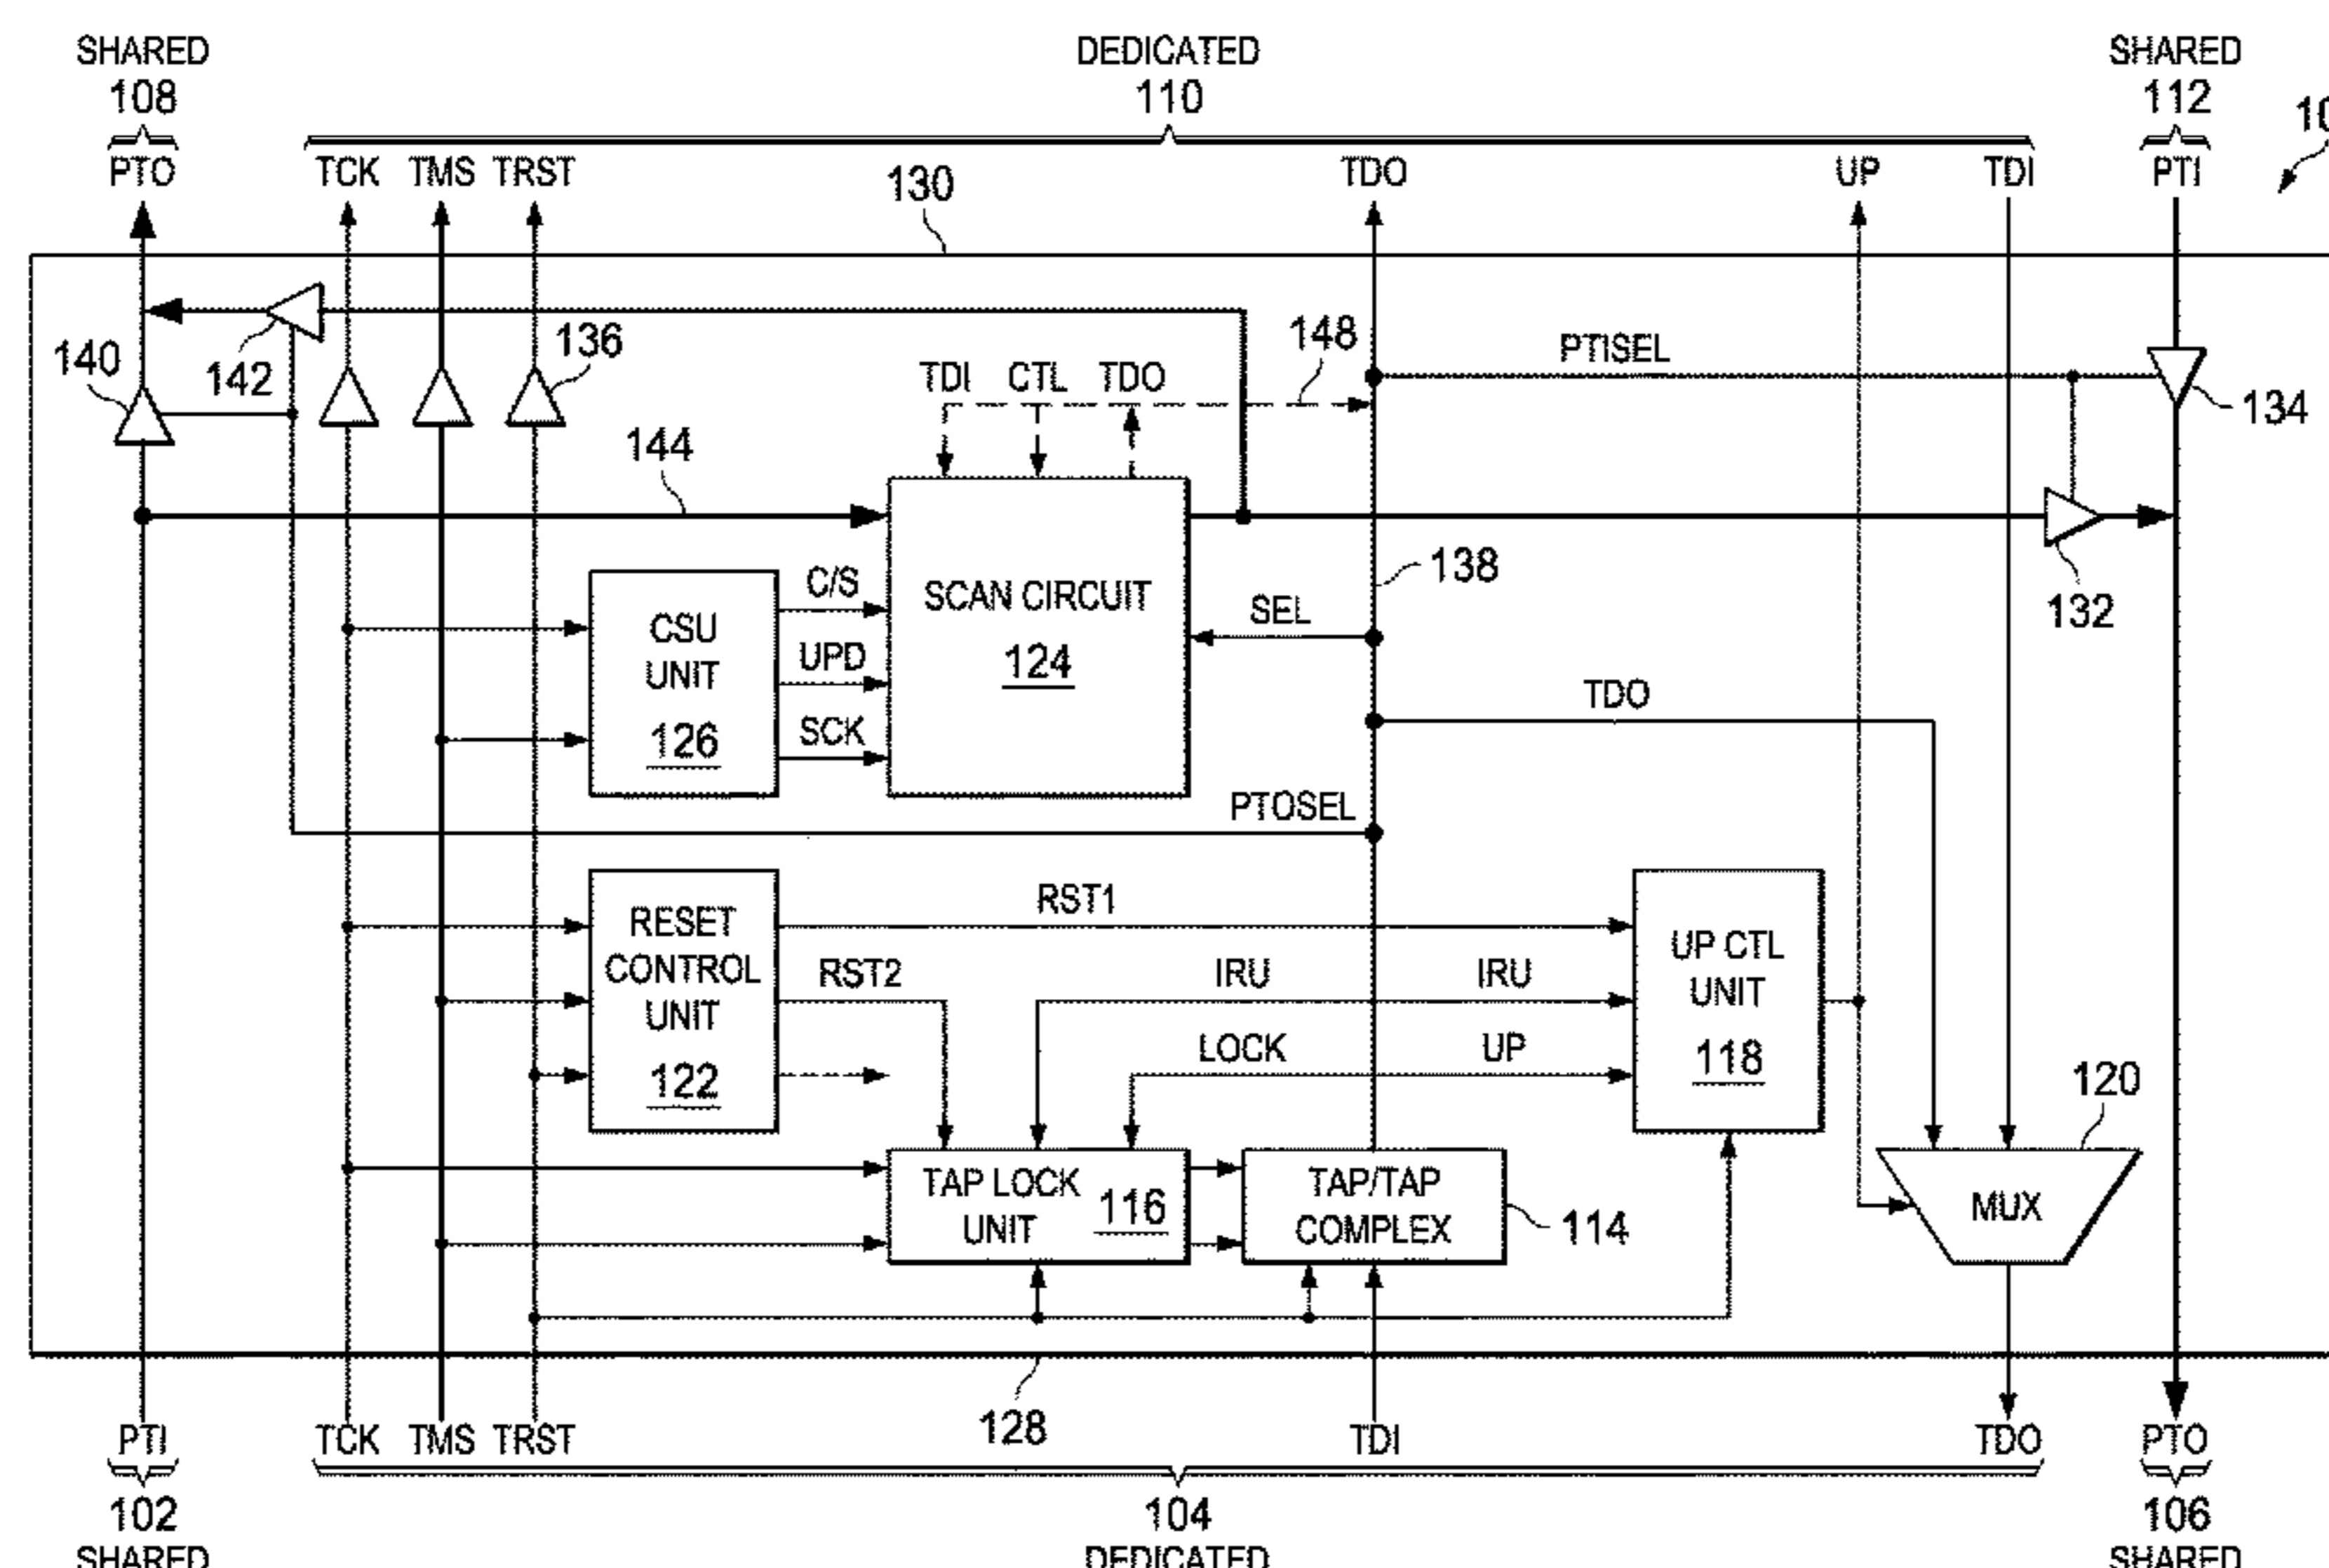 SHARED DEDICATED SHARED
108 110 112
PTO TCK TMS TRST TDO UP TDI PTI
130
136
148
PTISEL
140
142
TDI CTL TDO
134
144
138
C/S
SCAN CIRCUIT
SEL
132
CSU
UNIT
UPD
124
126
SCK
TDO
PTOSEL
RST1
RESET
CONTROL
UNIT
UP CTL
UNIT
RST2
IRU
IRU
LOCK
UP
122
118
120
TAP LOCK
UNIT
116
TAP/TAP
COMPLEX
114
MUX
128
PTI TCK TMS TRST TDI TDO PTO
102 104 106
SHARED DEDICATED SHARED